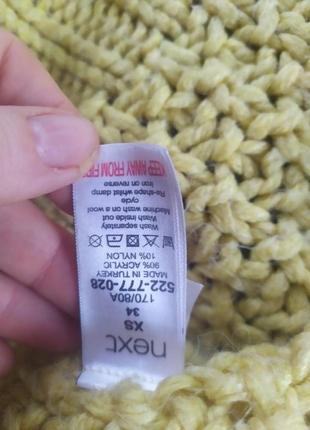 next
XS
34
170/80A
522-777-028
MADE IN TURKEY
90% ACRYLIC
10% NYLON
Wash separately
Wash inside out
Machine wash on a wool
cycle
Re-shape whilst damp
Iron on reverse
KEEP AWAY FROM FIRE